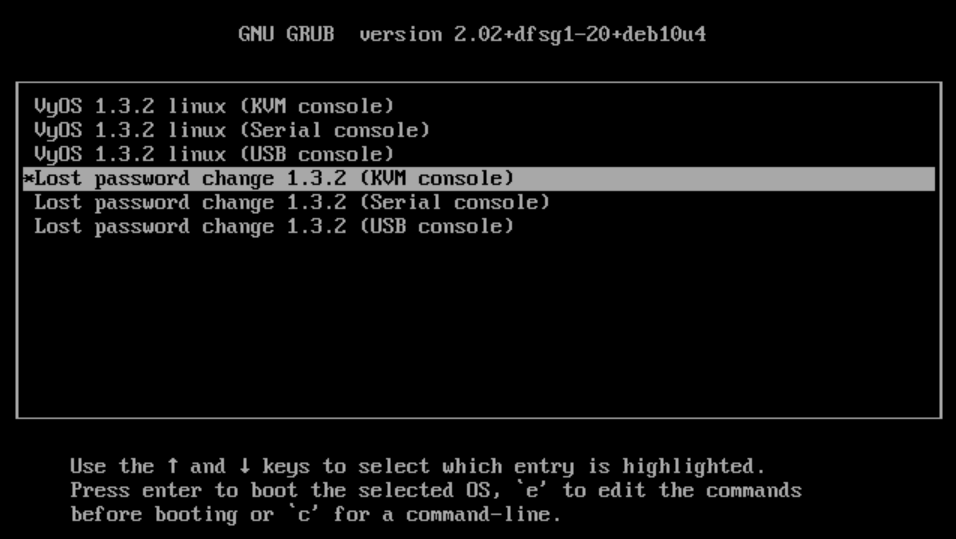 GNU GRUB  version 2.02+dfsg1-20+deb10u4
VyOS 1.3.2 linux (KVM console)
VyOS 1.3.2 linux (Serial console)
VyOS 1.3.2 linux (USB console)
*Lost password change 1.3.2 (KVM console)
Lost password change 1.3.2 (Serial console)
Lost password change 1.3.2 (USB console)
Use the ↑ and ↓ keys to select which entry is highlighted.
Press enter to boot the selected OS, `e' to edit the commands
before booting or `c' for a command-line.